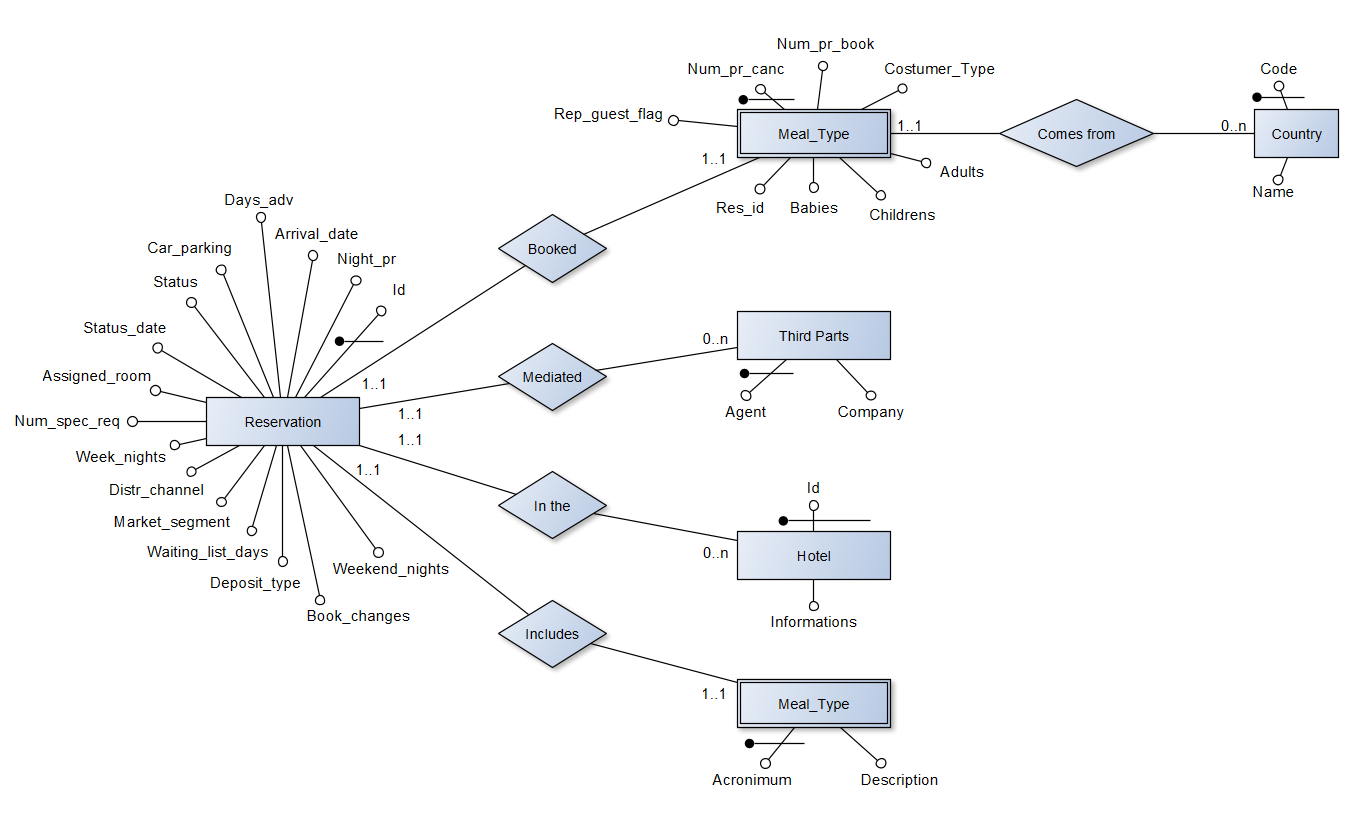 Num_pr_book
Num_pr_canc
Costumer_Type
Code
Rep_guest_flag
Meal_Type
1..1
Comes from
0..n
Country
1..1
Adults
Name
Res_id
Babies
Childrens
Days_adv
Arrival_date
Car_parking
Booked
Night_pr
Status
Id
Status_date
Third Parts
0..n
Assigned_room
Mediated
1..1
Agent
Company
1..1
Num_spec_req
Reservation
1..1
Week_nights
1..1
Distr_channel
Id
In the
Market_segment
Waiting_list_days
0..n
Hotel
Weekend_nights
Deposit_type
Book_changes
Informations
Includes
1..1
Meal_Type
Acronimum
Description